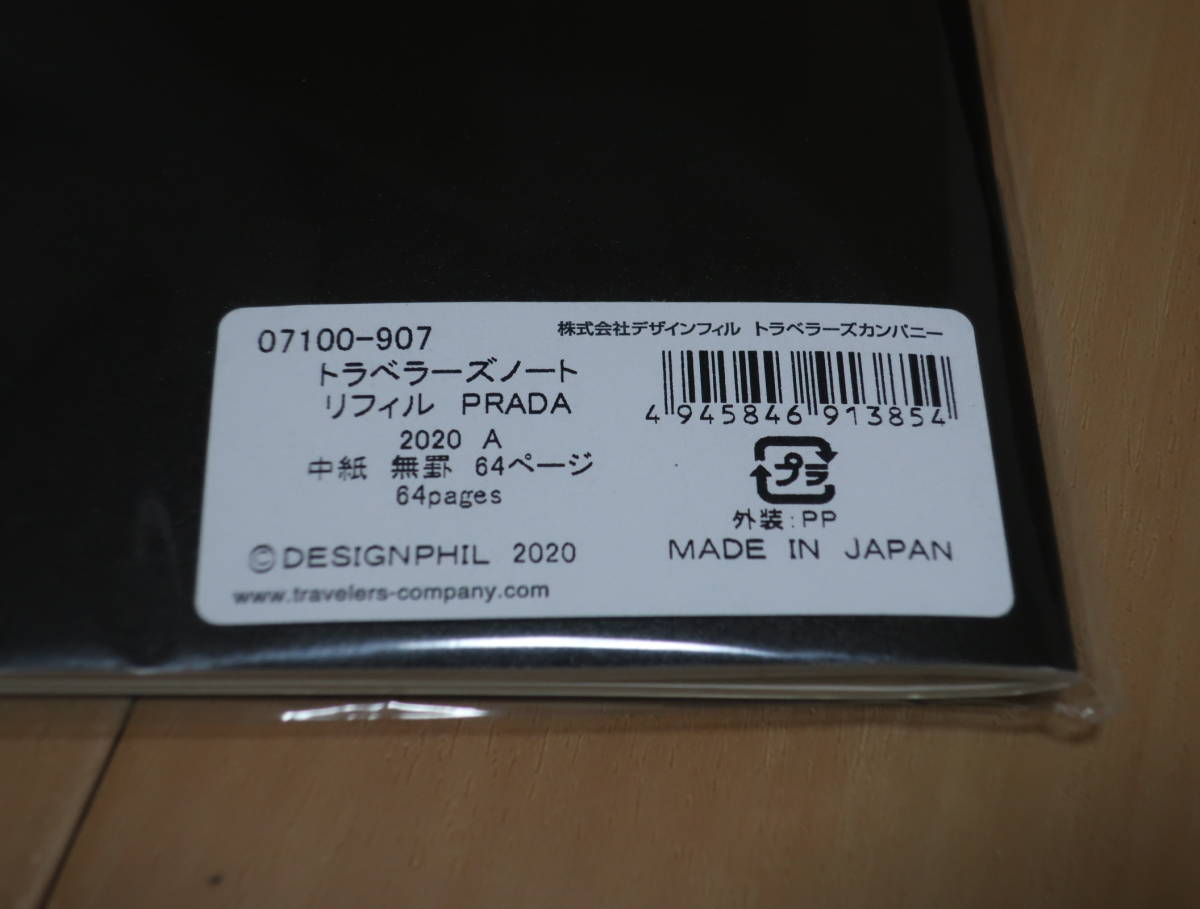 07100-907
トラベラーズノート
リフィル PRADA
2020 A
中紙 無罫 64ページ
64pages
©DESIGNPHIL 2020
www.travelers-company.com
株式会社デザインフィル トラベラーズカンパニー
4 945846 913854
プラ
外装:PP
MADE IN JAPAN